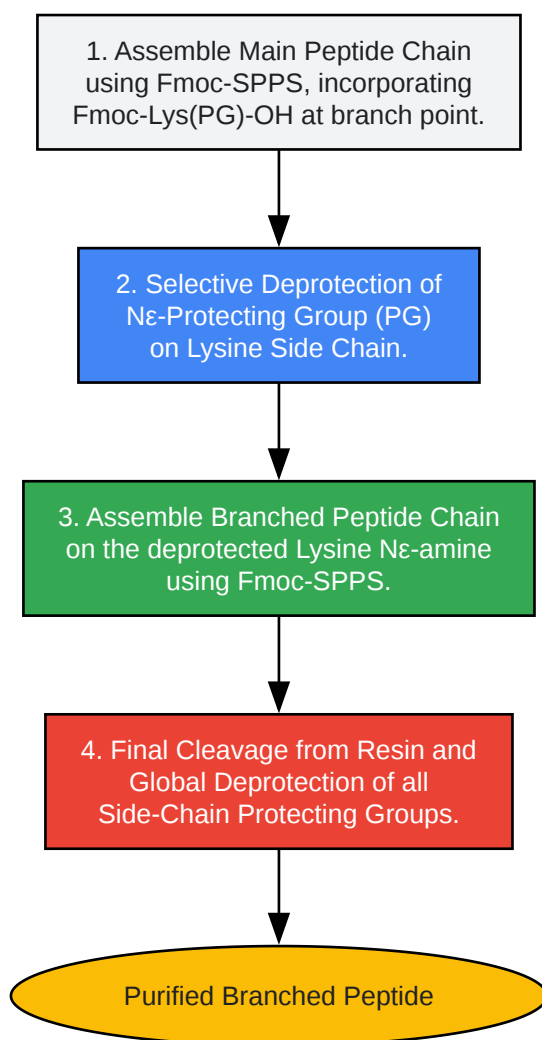 1. Assemble Main Peptide Chain
using Fmoc-SPPS, incorporating
Fmoc-Lys(PG)-OH at branch point.
2. Selective Deprotection of
Nε-Protecting Group (PG)
on Lysine Side Chain.
3. Assemble Branched Peptide Chain
on the deprotected Lysine Nε-amine
using Fmoc-SPPS.
4. Final Cleavage from Resin and
Global Deprotection of all
Side-Chain Protecting Groups.
Purified Branched Peptide